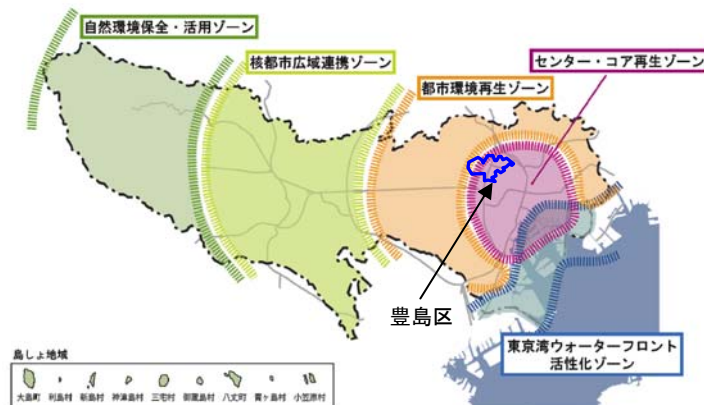 自然環境保全・活用ゾーン
核都市広域連携ゾーン
センター・コア再生ゾーン
都市環境再生ゾーン
豊島区
東京湾ウォーターフロント
活性化ゾーン
島しょ地域
大島町 利島村 新島村 神津島村 三宅村 御蔵島村 八丈町 青ヶ島村 小笠原村